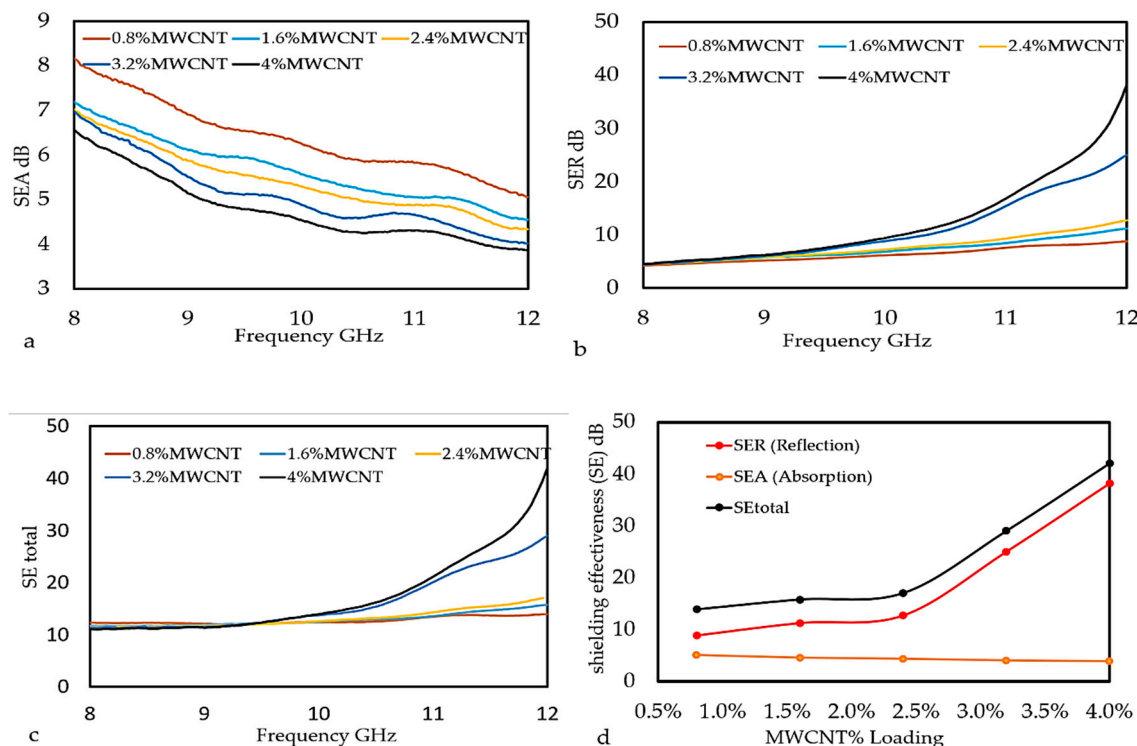 9
8
7
6
5
4
3
SEA dB
0.8%MWCNT 1.6%MWCNT 2.4%MWCNT
3.2%MWCNT 4%MWCNT
8 9 10 11 12
Frequency GHz
a
50
40
30
20
10
0
SER dB
0.8%MWCNT 1.6%MWCNT 2.4%MWCNT
3.2%MWCNT 4%MWCNT
8 9 10 11 12
Frequency GHz
b
50
40
30
20
10
0
SE total
0.8%MWCNT 1.6%MWCNT 2.4%MWCNT
3.2%MWCNT 4%MWCNT
8 9 10 11 12
Frequency GHz
c
50
40
30
20
10
0
shielding effectiveness (SE) dB
SER (Reflection)
SEA (Absorption)
SEtotal
0.5% 1.0% 1.5% 2.0% 2.5% 3.0% 3.5% 4.0%
MWCNT% Loading
d